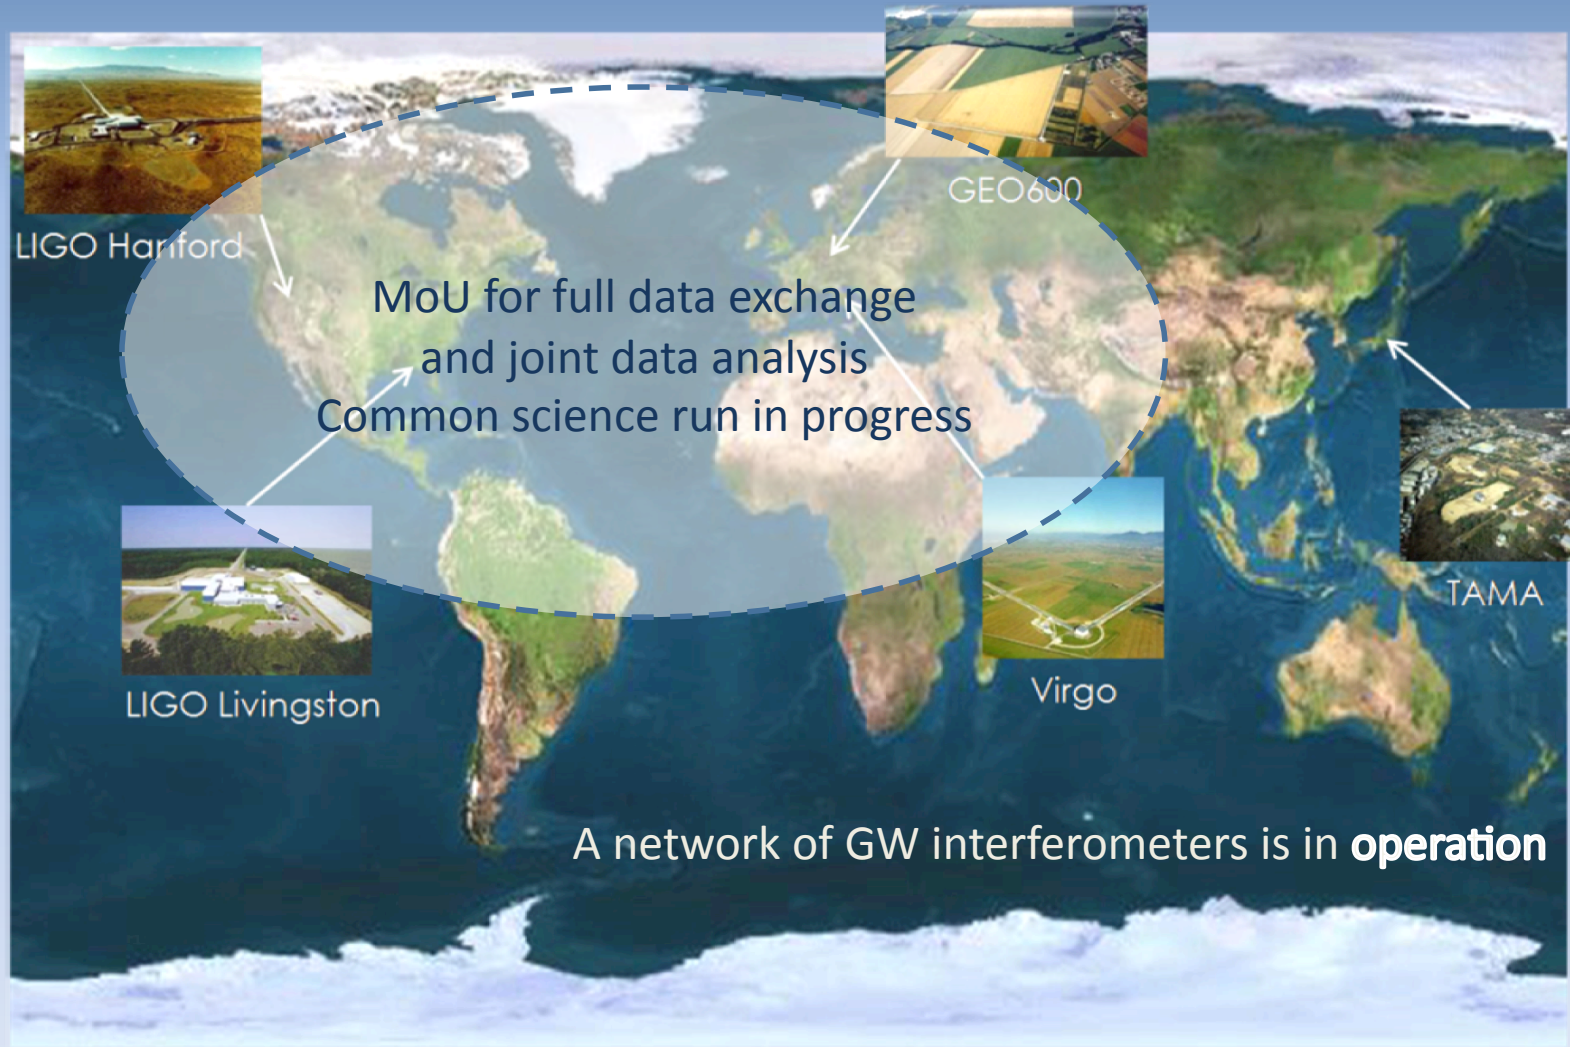 GEO600
LIGO Hanford
MoU for full data exchange
and joint data analysis
Common science run in progress
TAMA
Virgo
LIGO Livingston
A network of GW interferometers is in operation